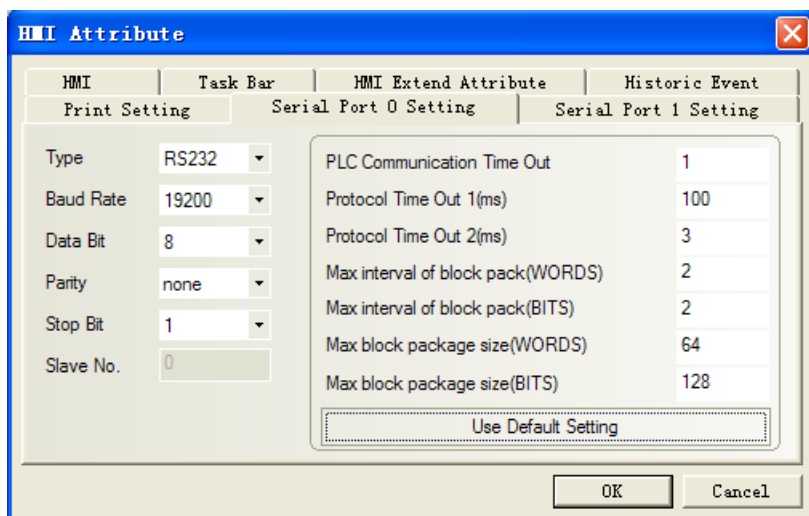 HMI Attribute
HMI Task Bar HMI Extend Attribute Historic Event
Print Setting Serial Port 0 Setting Serial Port 1 Setting
Type RS232
Baud Rate 19200
Data Bit 8
Parity none
Stop Bit 1
Slave No. 0
PLC Communication Time Out 1
Protocol Time Out 1(ms) 100
Protocol Time Out 2(ms) 3
Max interval of block pack(WORDS) 2
Max interval of block pack(BITS) 2
Max block package size(WORDS) 64
Max block package size(BITS) 128
Use Default Setting
OK Cancel